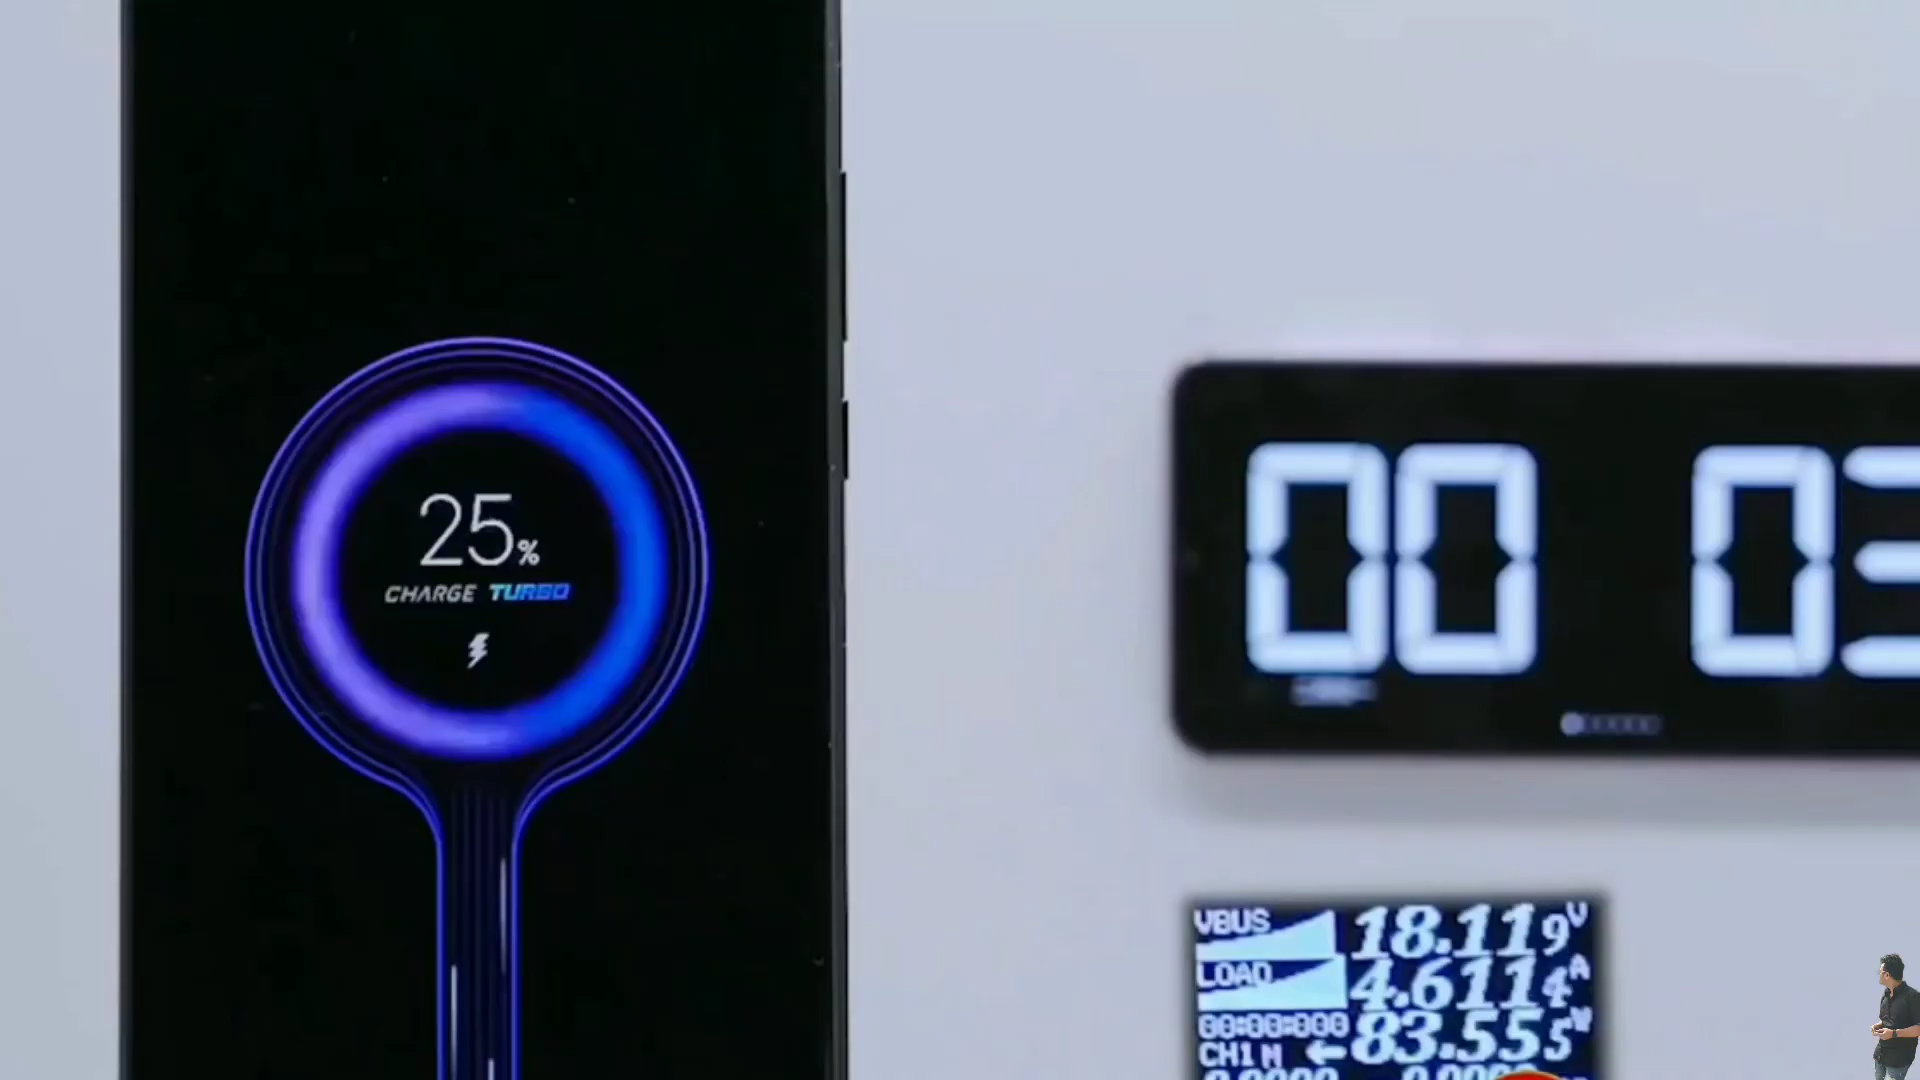 25%
CHARGE TURBO
00 03
VBUS 18.119V
LOAD 4.6114A
00:00:000 83.555W
CH1 M